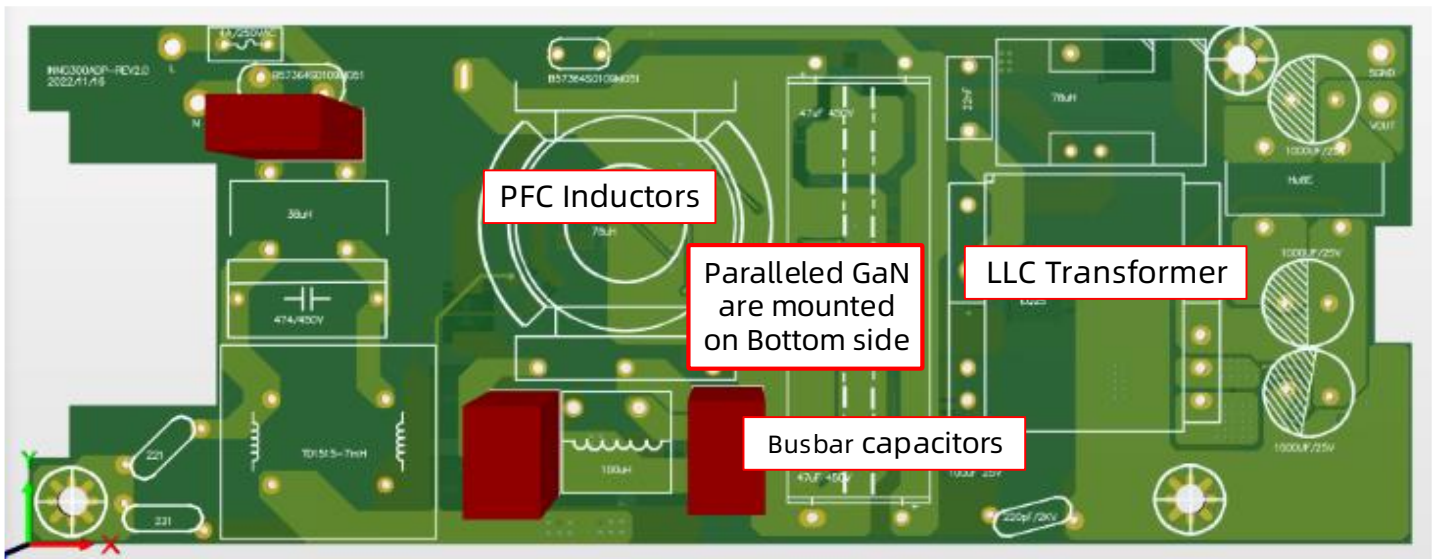 4A/250VAC
INNO300ADP-REV2.0
2022/11/16
L
B57364S0109M051
B57364S0109M051
N
47uF 450V
22nF
78uH
SGND
VOUT
1000UF/25V
PFC Inductors
38uH
78uH
Paralleled GaN
are mounted
on Bottom side
LLC Transformer
1000UF/25V
474/450V
Busbar capacitors
221
TD1515-7mH
100uH
47uF 450V
100uF 25V
1000UF/25V
221
220pF/2KV
Y
X